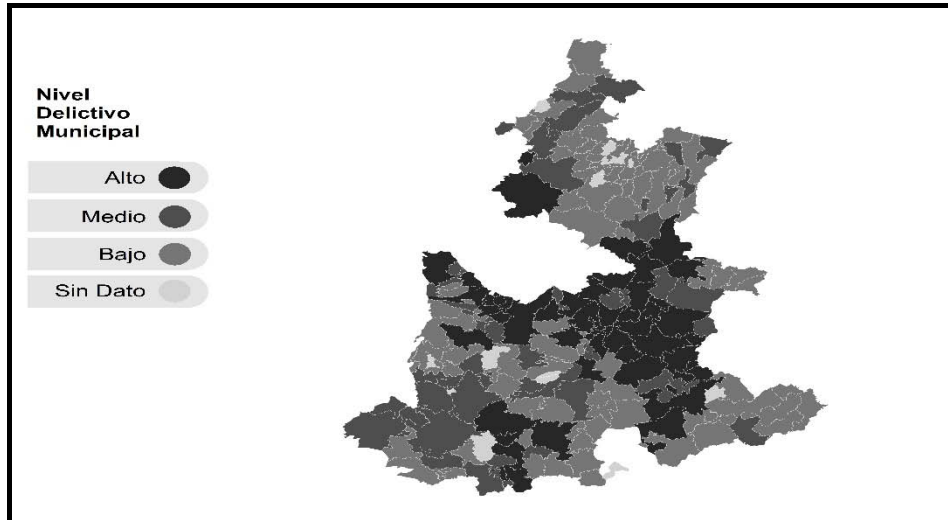 Nivel
Delictivo
Municipal
Alto
Medio
Bajo
Sin Dato